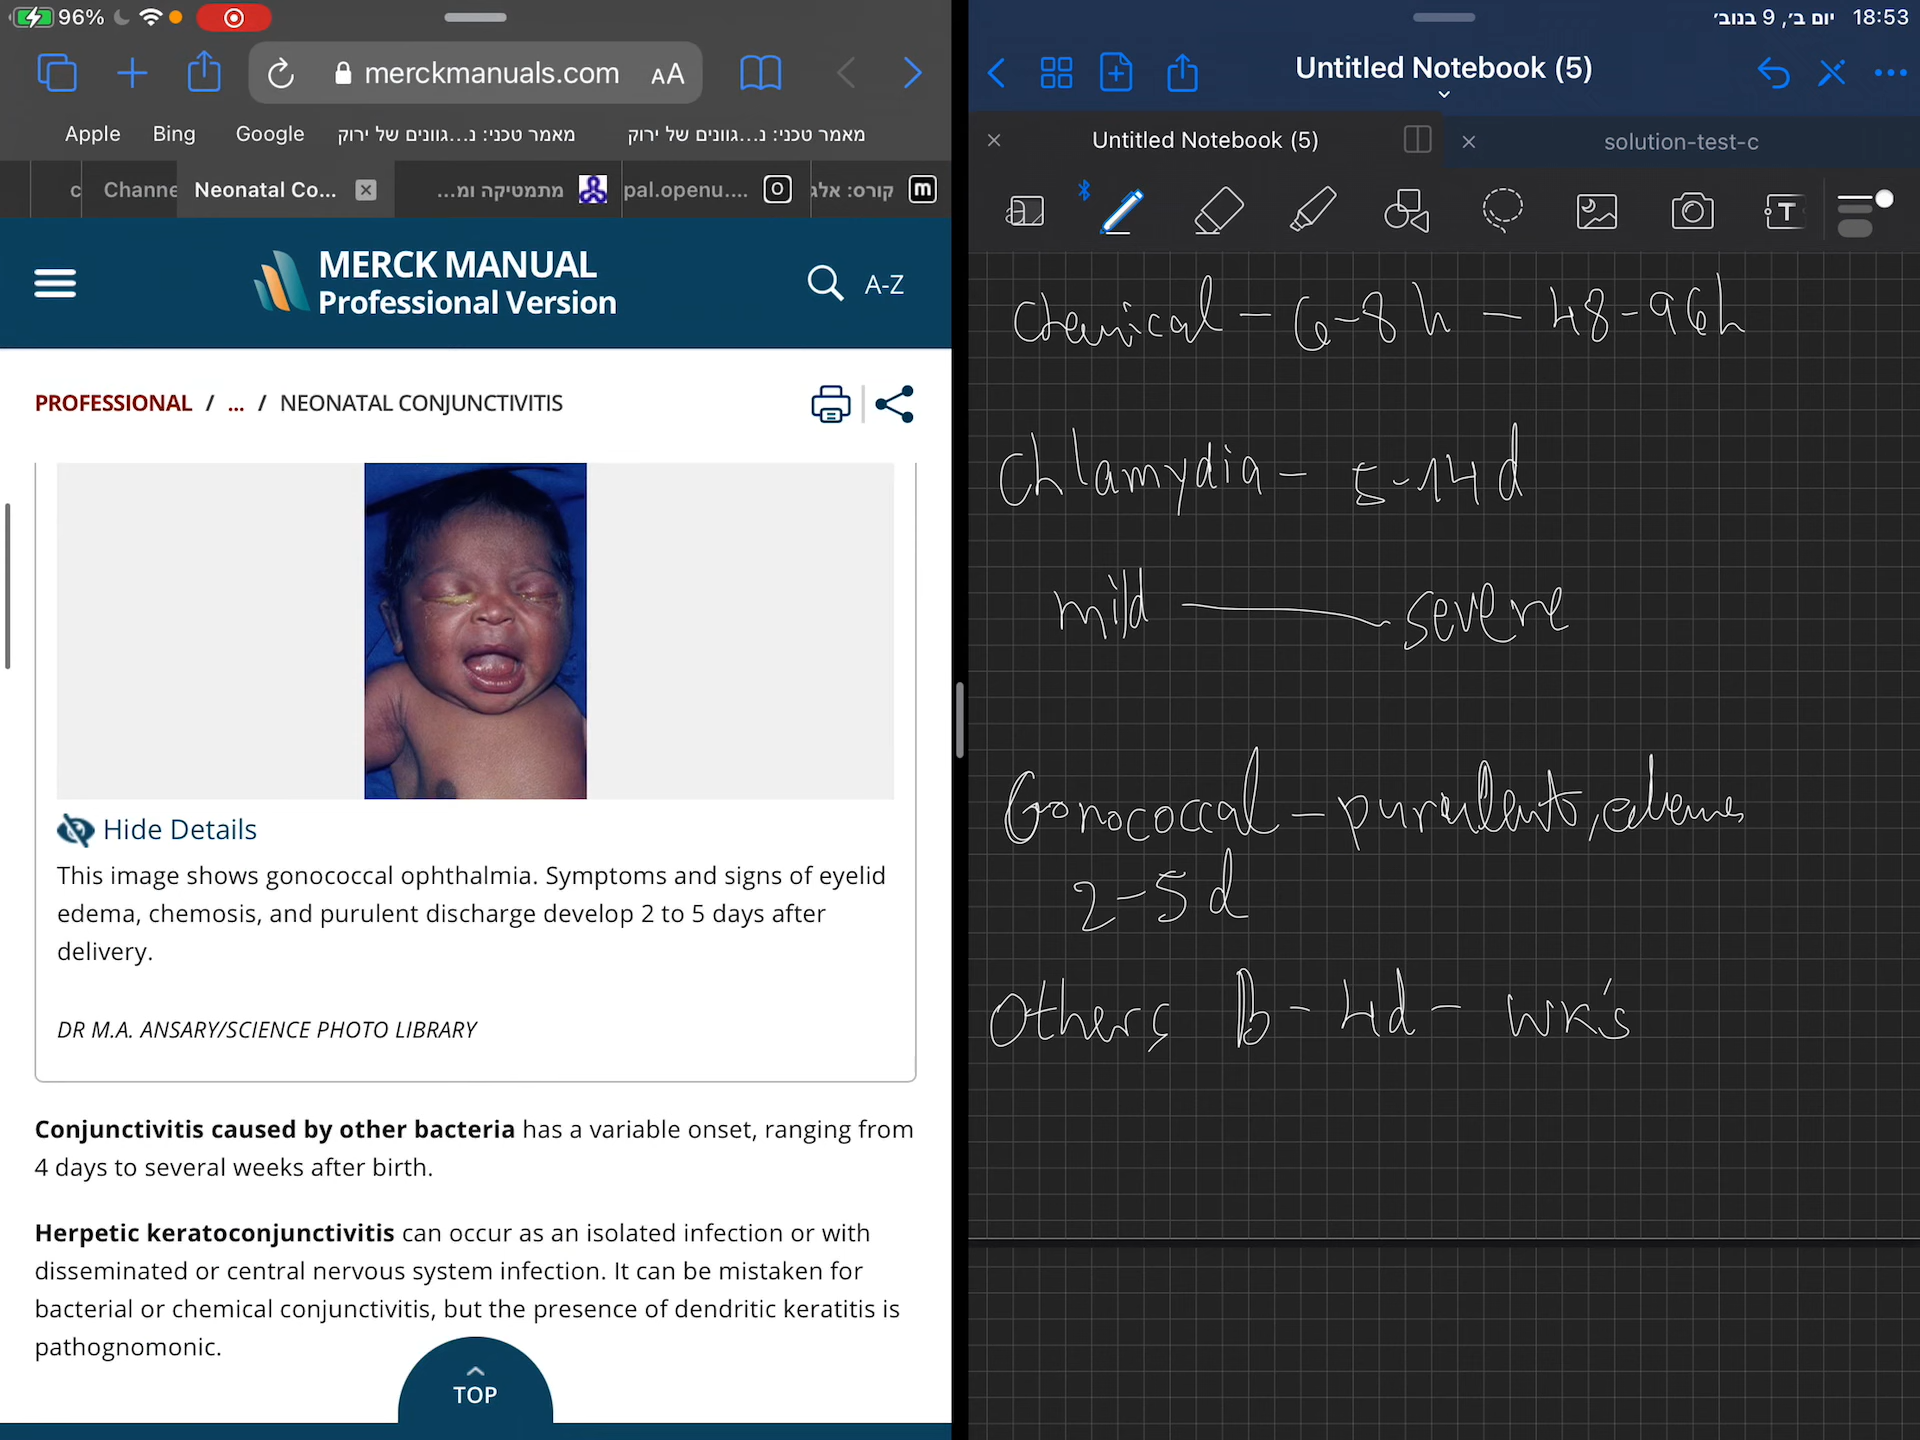 96%
18:53 יום ב׳, 9 בנוב׳
merckmanuals.com
AA
Untitled Notebook (5)
Apple
Bing
Google
מאמר טכני: נ...גוונים של ירוק
מאמר טכני: נ...גוונים של ירוק
Untitled Notebook (5)
solution-test-c
c
Channe
Neonatal Co...
מתמטיקה ומ...
pal.openu....
O
קורס: אלג
m
T
MERCK MANUAL
Professional Version
A-Z
PROFESSIONAL / ... / NEONATAL CONJUNCTIVITIS
Hide Details
This image shows gonococcal ophthalmia. Symptoms and signs of eyelid
edema, chemosis, and purulent discharge develop 2 to 5 days after
delivery.
DR M.A. ANSARY/SCIENCE PHOTO LIBRARY
Conjunctivitis caused by other bacteria has a variable onset, ranging from
4 days to several weeks after birth.
Herpetic keratoconjunctivitis can occur as an isolated infection or with
disseminated or central nervous system infection. It can be mistaken for
bacterial or chemical conjunctivitis, but the presence of dendritic keratitis is
pathognomonic.
TOP
Chemical - 6-8 h - 48-96h
Chlamydia - 5-14 d
mild — severe
Gonococcal - purulent, edema
2-5 d
Others B - 4d - wk's